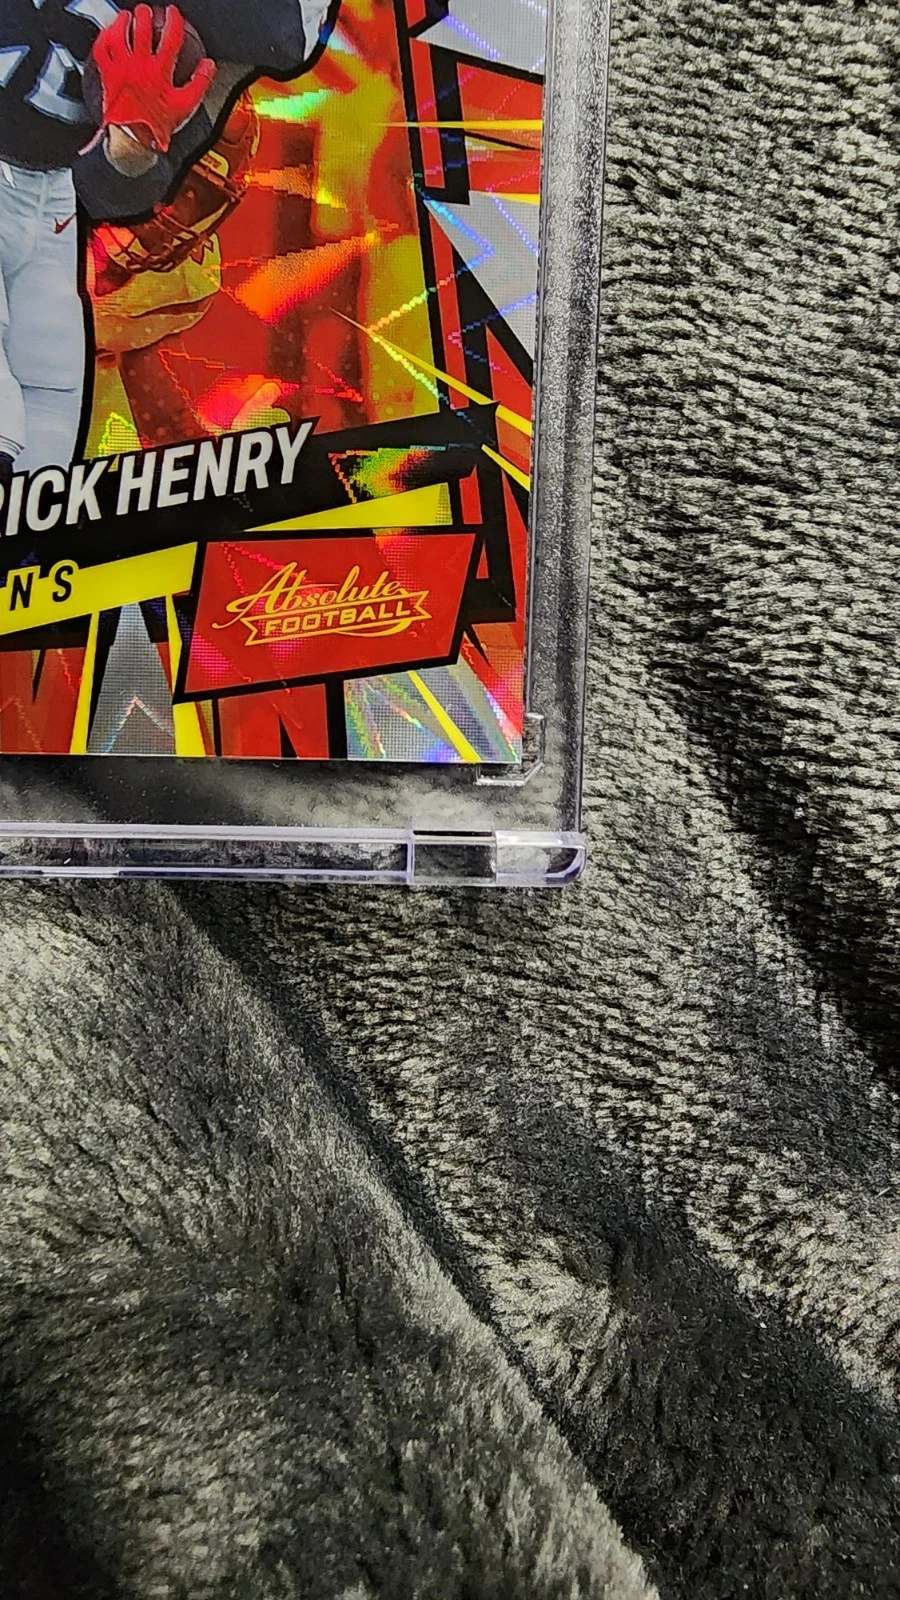 RICK HENRY
NS
Absolute
FOOTBALL